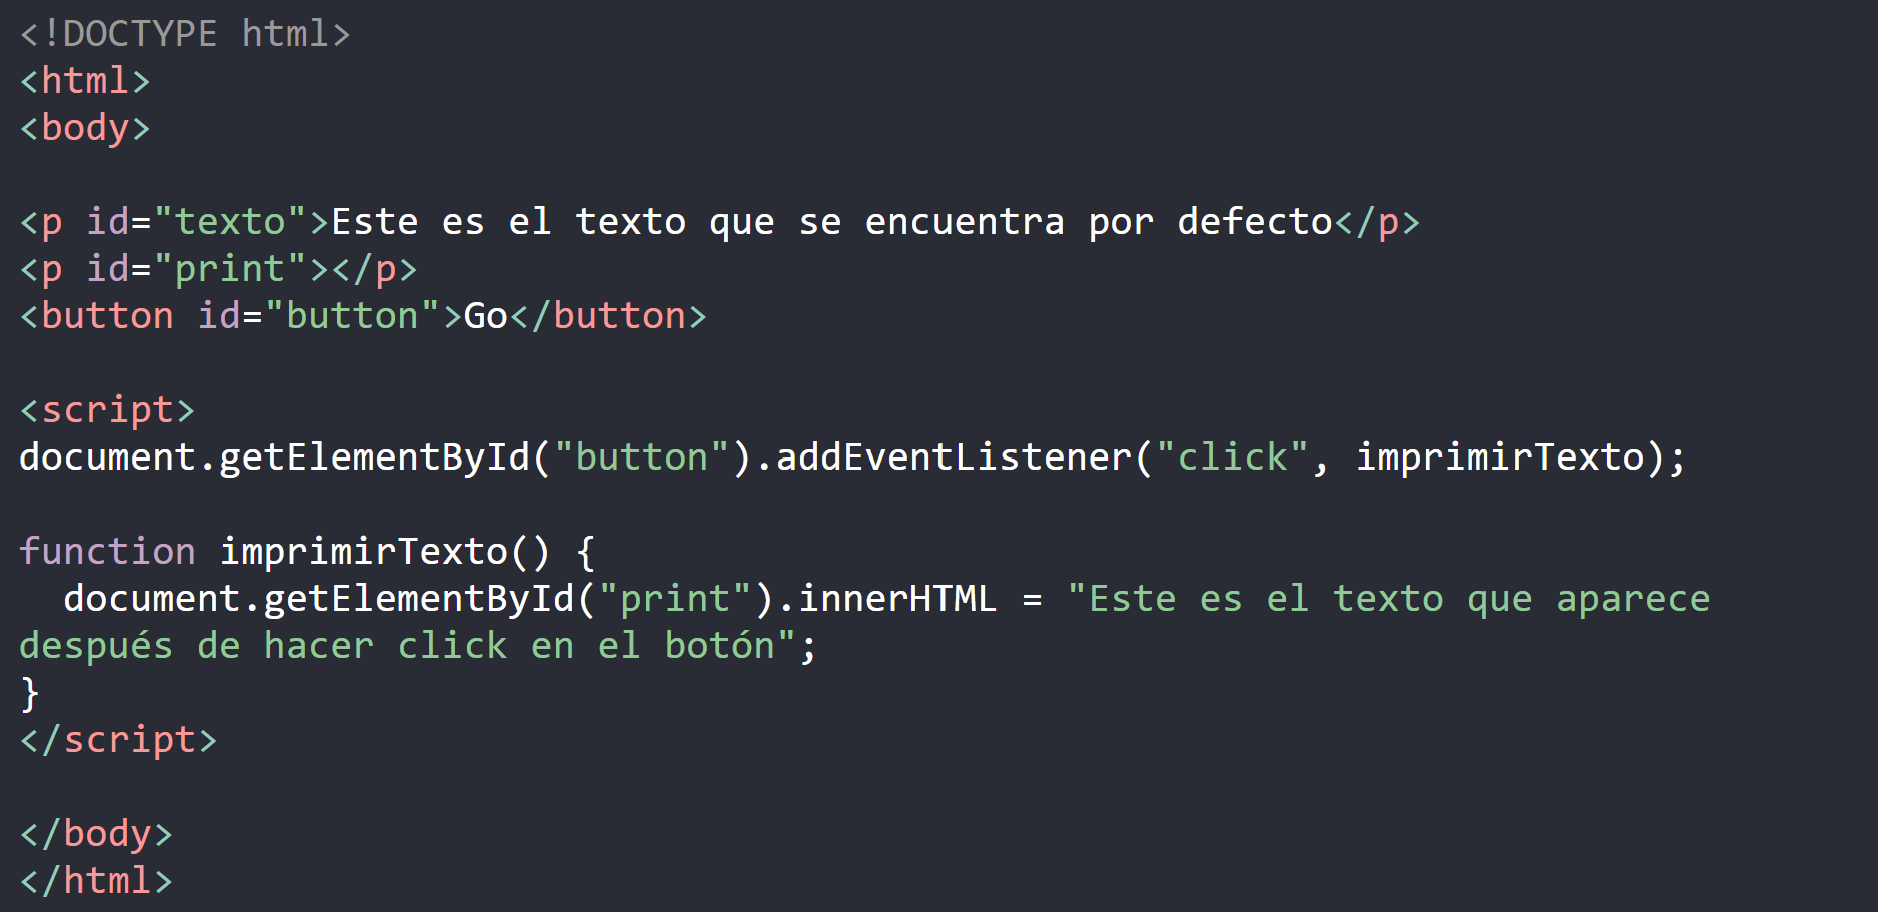 <!DOCTYPE html>
<html>
<body>
<p id="texto">Este es el texto que se encuentra por defecto</p>
<p id="print"></p>
<button id="button">Go</button>
<script>
document.getElementById("button").addEventListener("click", imprimirTexto);
function imprimirTexto() {
  document.getElementById("print").innerHTML = "Este es el texto que aparece
después de hacer click en el botón";
}
</script>
</body>
</html>